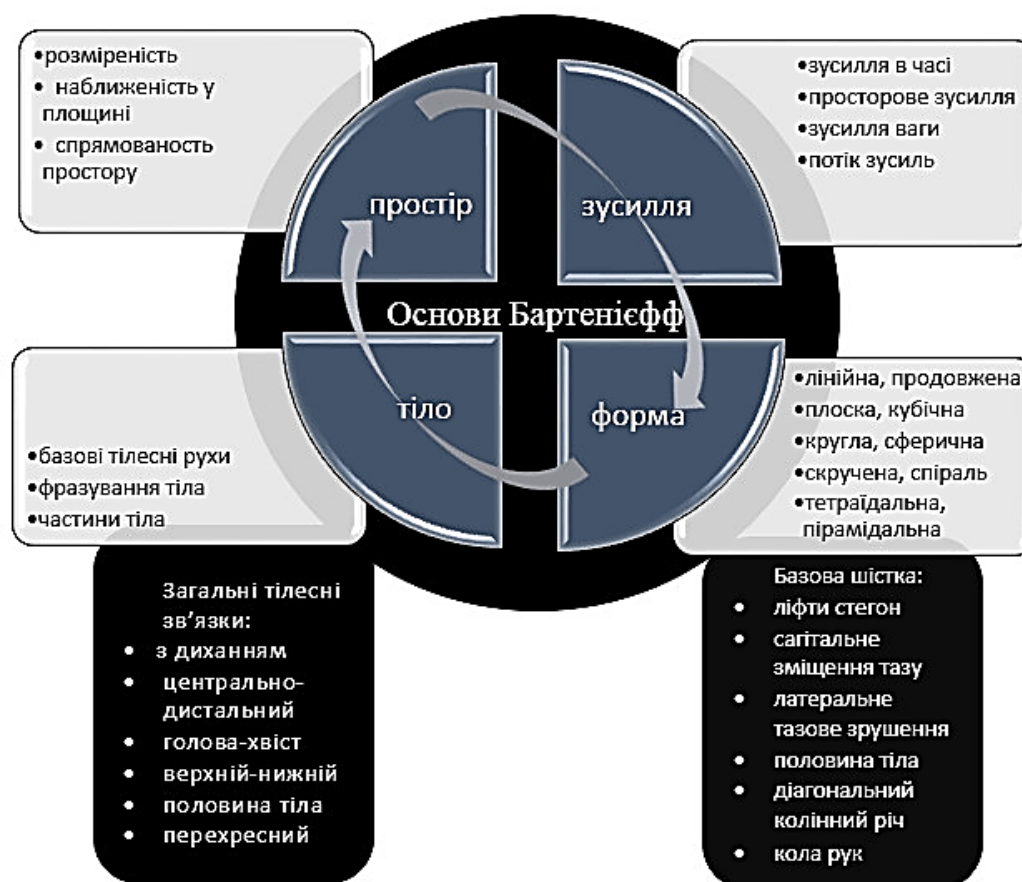 •розміреність
• наближеність у
площині
• спрямованость
простору
•зусилля в часі
•просторове зусилля
•зусилля ваги
•потік зусиль
простір
зусилля
Основи Бартенієфф
тіло
форма
•базові тілесні рухи
•фразування тіла
•частини тіла
•лінійна, продовжена
•плоска, кубічна
•кругла, сферична
•скручена, спіраль
•тетраїдальна,
пірамідальна
Загальні тілесні
зв’язки:
• з диханням
• центрально-
дистальний
• голова-хвіст
• верхній-нижній
• половина тіла
• перехресний
Базова шістка:
• ліфти стегон
• сагітальне
зміщення тазу
• латеральне
тазове зрушення
• половина тіла
• діагональний
колінний річ
• кола рук